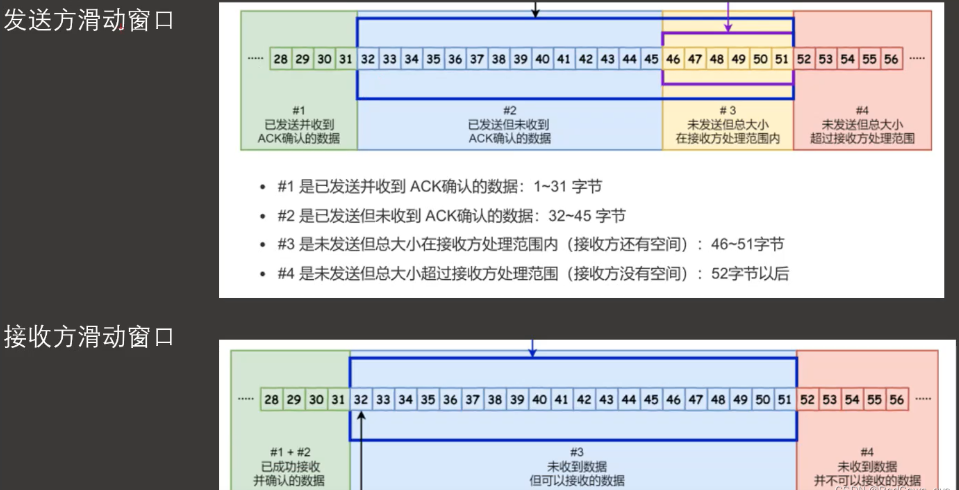 发送方滑动窗口
..... 28 29 30 31 32 33 34 35 36 37 38 39 40 41 42 43 44 45 46 47 48 49 50 51 52 53 54 55 56 .....
#1
已发送并收到
ACK确认的数据
#2
已发送但未收到
ACK确认的数据
# 3
未发送但总大小
在接收方处理范围内
#4
未发送但总大小
超过接收方处理范围
• #1 是已发送并收到 ACK确认的数据：1~31 字节
• #2 是已发送但未收到 ACK确认的数据：32~45 字节
• #3 是未发送但总大小在接收方处理范围内（接收方还有空间）：46~51字节
• #4 是未发送但总大小超过接收方处理范围（接收方没有空间）：52字节以后
接收方滑动窗口
..... 28 29 30 31 32 33 34 35 36 37 38 39 40 41 42 43 44 45 46 47 48 49 50 51 52 53 54 55 56 .....
#1 + #2
已成功接收
并确认的数据
#3
未收到数据
但可以接收的数据
#4
未收到数据
并不可以接收的数据